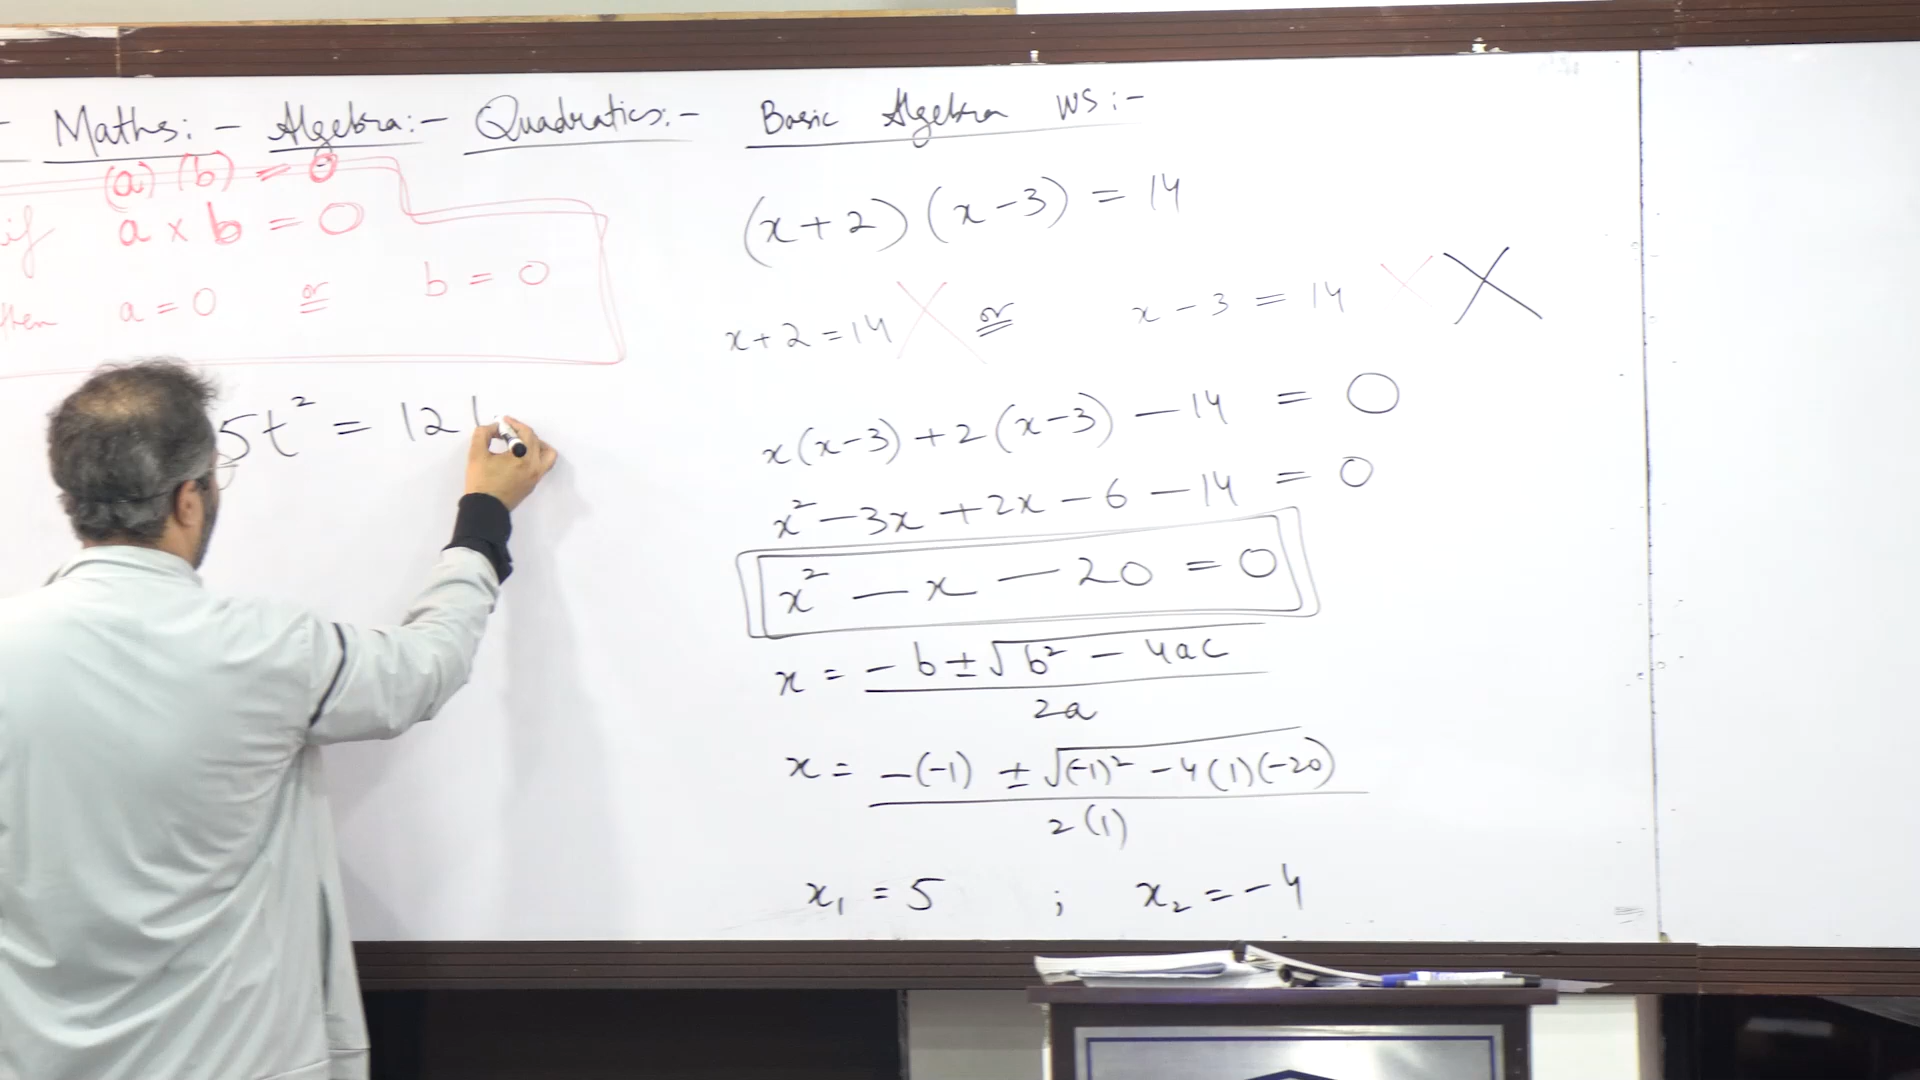 Maths:- Algebra:- Quadratics:- Basic Algebra WS:-
(a) (b) = 0
if a x b = 0
then a = 0 or b = 0
5t² = 12
(x+2) (x-3) = 14
x+2 = 14 or x - 3 = 14
x(x-3) + 2(x-3) - 14 = 0
x² - 3x + 2x - 6 - 14 = 0
x² - x - 20 = 0
x = -b ± √b² - 4ac
2a
x = -(-1) ± √(-1)² - 4(1)(-20)
2(1)
x₁ = 5 ; x₂ = -4